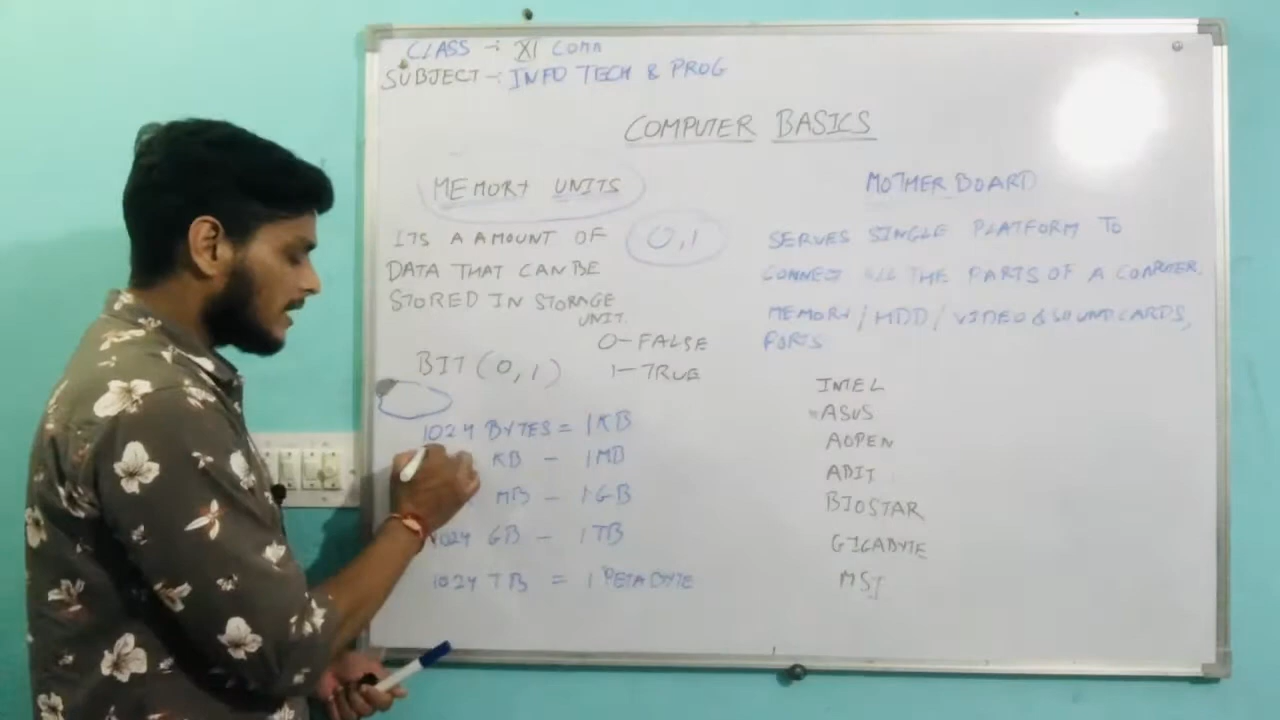 CLASS -: XI COMM
SUBJECT -: INFO TECH & PROG
COMPUTER BASICS
MEMORY UNITS
ITS A AMOUNT OF
0,1
DATA THAT CAN BE
STORED IN STORAGE
UNIT.
0-FALSE
BIT (0,1)
1-TRUE
1024 BYTES = 1KB
KB - 1MB
MB - 1GB
1024 GB - 1TB
1024 TB = 1 PETABYTE
MOTHER BOARD
SERVES SINGLE PLATFORM TO
CONNECT ALL THE PARTS OF A COMPUTER.
MEMORY / HDD / VIDEO & SOUND CARDS,
PORTS
INTEL
ASUS
AOPEN
ABIT
BIOSTAR
GIGABYTE
MSI